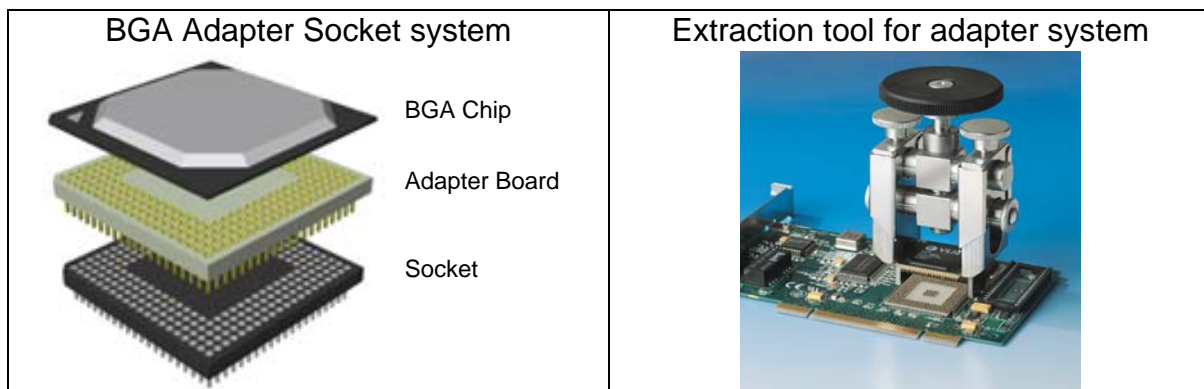 BGA Adapter Socket system
Extraction tool for adapter system
BGA Chip
Adapter Board
Socket